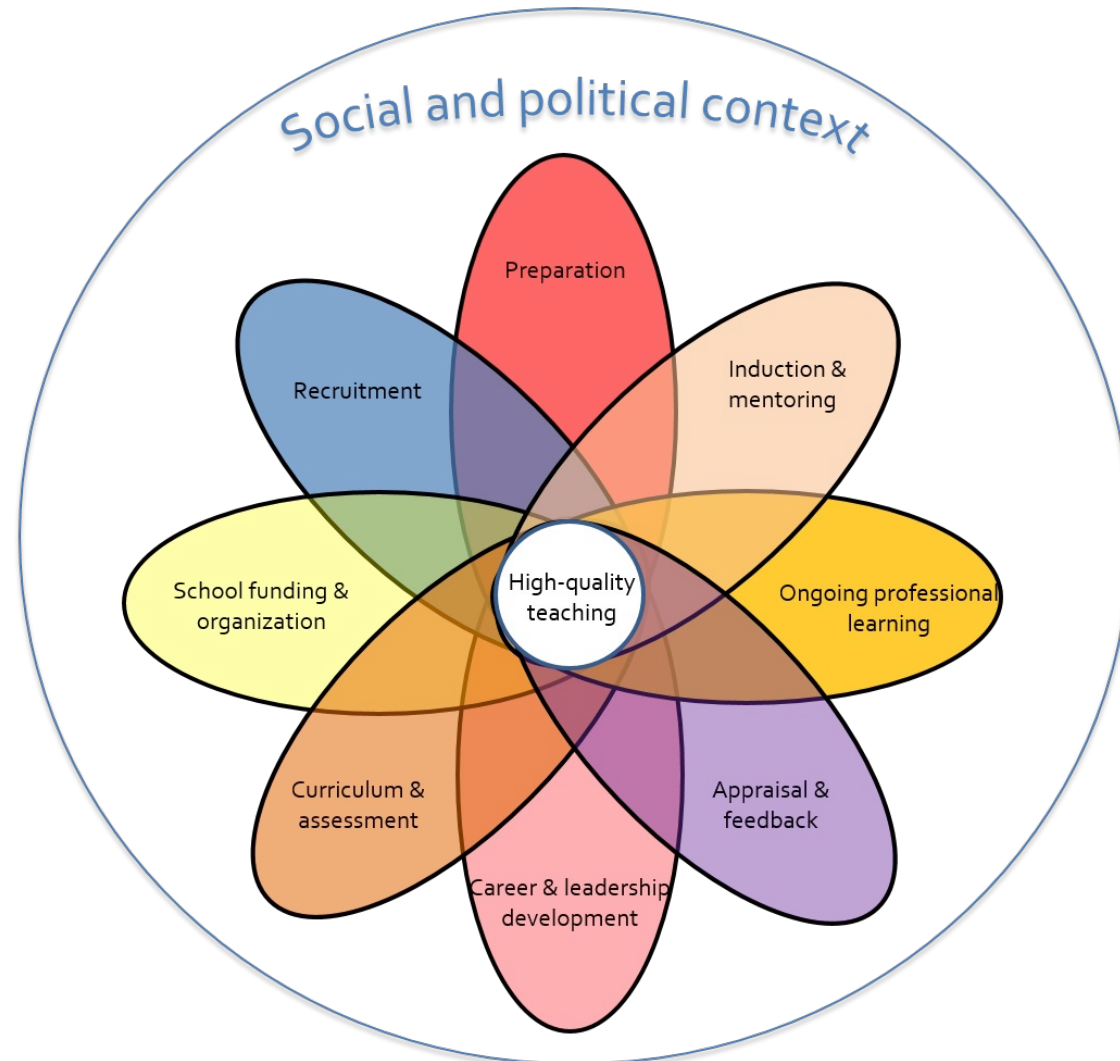 Social and political context
Preparation
Induction &
mentoring
Recruitment
High-quality
teaching
School funding &
organization
Ongoing professional
learning
Curriculum &
assessment
Appraisal &
feedback
Career & leadership
development